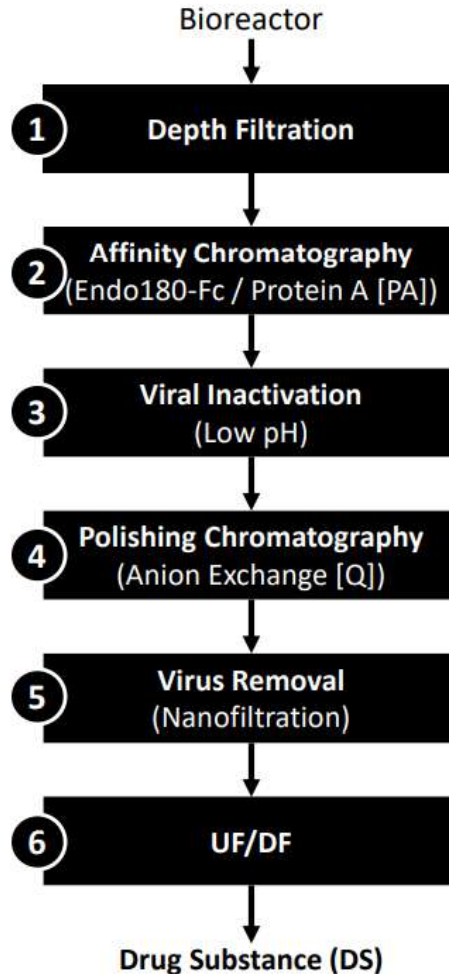 Bioreactor
1
Depth Filtration
2
Affinity Chromatography
(Endo180-Fc / Protein A [PA])
3
Viral Inactivation
(Low pH)
4
Polishing Chromatography
(Anion Exchange [Q])
5
Virus Removal
(Nanofiltration)
6
UF/DF
Drug Substance (DS)